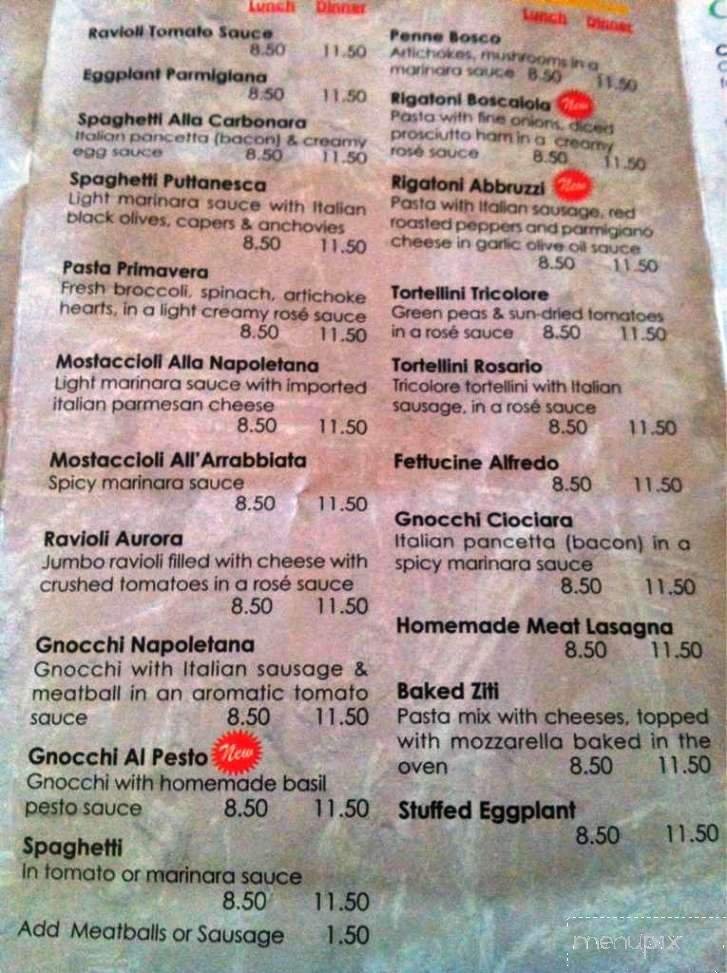 Lunch Dinner
Ravioli Tomato Sauce
8.50 11.50
Eggplant Parmigiana
8.50 11.50
Spaghetti Alla Carbonara
Italian pancetta (bacon) & creamy
egg sauce 8.50 11.50
Spaghetti Puttanesca
Light marinara sauce with Italian
black olives, capers & anchovies
8.50 11.50
Pasta Primavera
Fresh broccoli, spinach, artichoke
hearts, in a light creamy rosé sauce
8.50 11.50
Mostaccioli Alla Napoletana
Light marinara sauce with imported
italian parmesan cheese
8.50 11.50
Mostaccioli All'Arrabbiata
Spicy marinara sauce
8.50 11.50
Ravioli Aurora
Jumbo ravioli filled with cheese with
crushed tomatoes in a rosé sauce
8.50 11.50
Gnocchi Napoletana
Gnocchi with Italian sausage &
meatball in an aromatic tomato
sauce 8.50 11.50
Gnocchi Al Pesto New
Gnocchi with homemade basil
pesto sauce 8.50 11.50
Spaghetti
In tomato or marinara sauce
8.50 11.50
Add Meatballs or Sausage 1.50
Lunch Dinner
Penne Bosco
Artichokes, mushrooms in a
marinara sauce 8.50 11.50
Rigatoni Boscaiola New
Pasta with fine onions, diced
prosciutto ham in a creamy
rosé sauce 8.50 11.50
Rigatoni Abbruzzi New
Pasta with Italian sausage, red
roasted peppers and parmigiano
cheese in garlic olive oil sauce
8.50 11.50
Tortellini Tricolore
Green peas & sun-dried tomatoes
in a rosé sauce 8.50 11.50
Tortellini Rosario
Tricolore tortellini with Italian
sausage, in a rosé sauce
8.50 11.50
Fettucine Alfredo
8.50 11.50
Gnocchi Ciociara
Italian pancetta (bacon) in a
spicy marinara sauce
8.50 11.50
Homemade Meat Lasagna
8.50 11.50
Baked Ziti
Pasta mix with cheeses, topped
with mozzarella baked in the
oven 8.50 11.50
Stuffed Eggplant
8.50 11.50
menupix